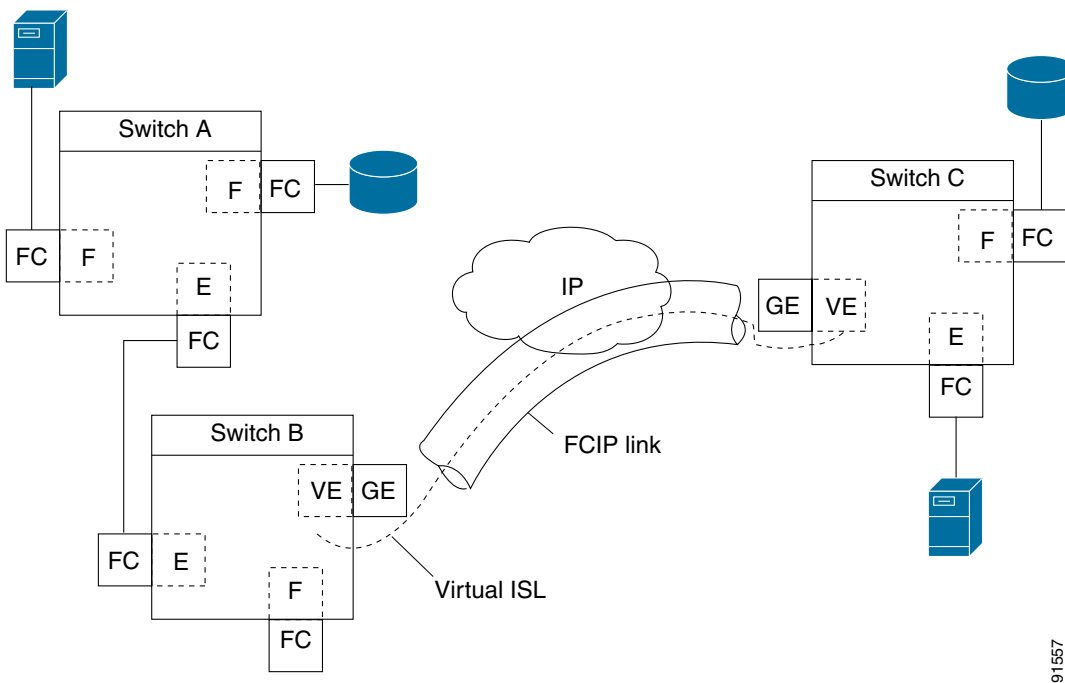 Switch A
F
FC
FC
F
E
FC
Switch C
F
FC
IP
GE
VE
E
FC
Switch B
FCIP link
VE
GE
FC
E
F
Virtual ISL
FC
91557